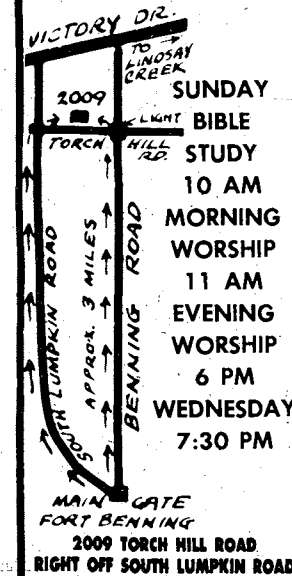 VICTORY DR.
TO
LINDSAY
CREEK
2009
LIGHT
TORCH HILL
RD.
SOUTH LUMPKIN ROAD
APPROX. 3 MILES
BENNING ROAD
MAIN GATE
FORT BENNING
SUNDAY
BIBLE
STUDY
10 AM
MORNING
WORSHIP
11 AM
EVENING
WORSHIP
6 PM
WEDNESDAY
7:30 PM
2009 TORCH HILL ROAD
RIGHT OFF SOUTH LUMPKIN ROAD